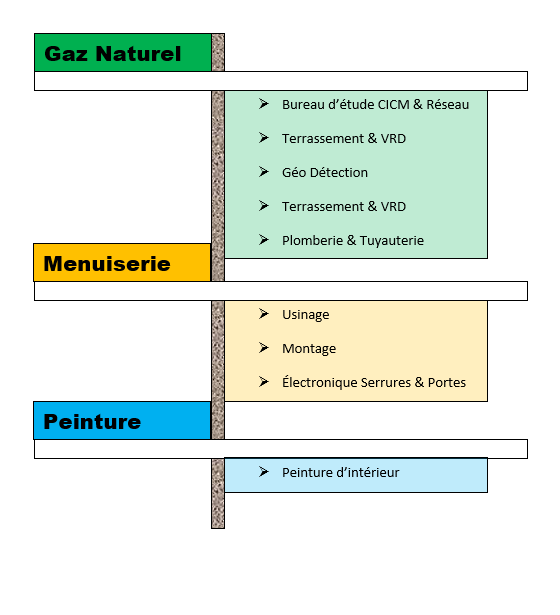 Gaz Naturel
Bureau d’étude CICM & Réseau
Terrassement & VRD
Géo Détection
Terrassement & VRD
Plomberie & Tuyauterie
Menuiserie
Usinage
Montage
Électronique Serrures & Portes
Peinture
Peinture d’intérieur